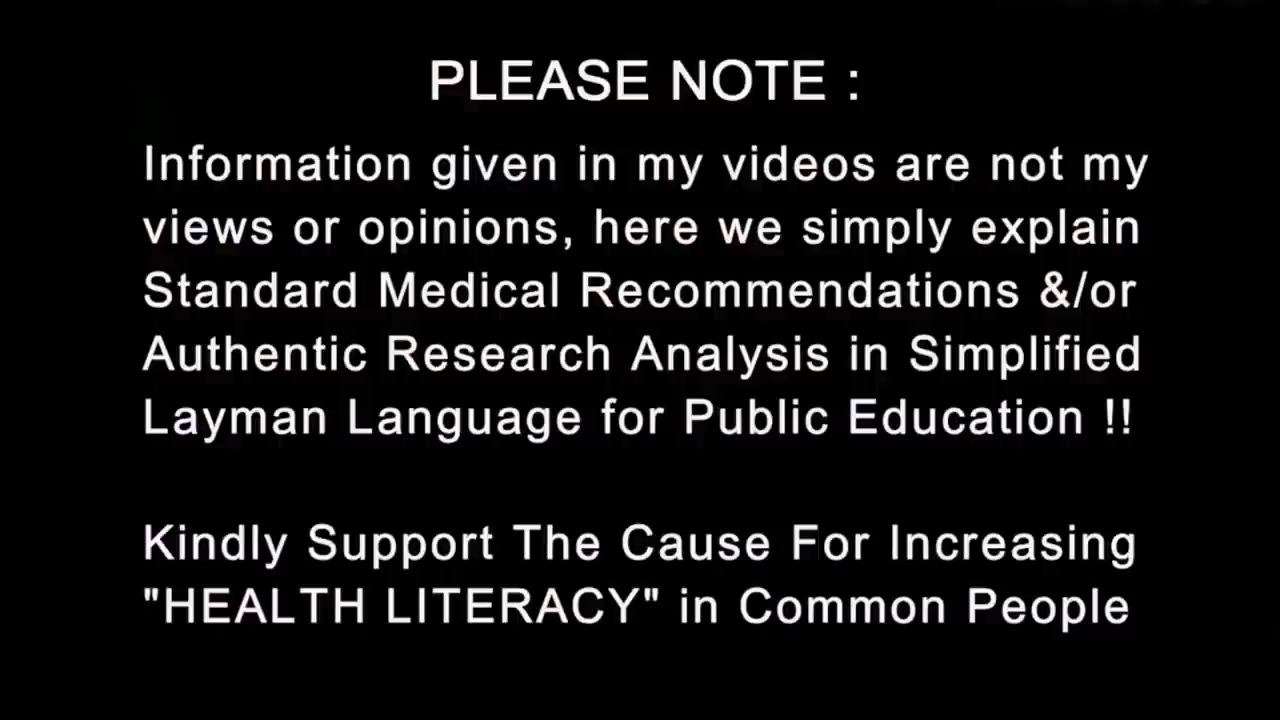 PLEASE NOTE :
Information given in my videos are not my
views or opinions, here we simply explain
Standard Medical Recommendations &/or
Authentic Research Analysis in Simplified
Layman Language for Public Education !!
Kindly Support The Cause For Increasing
"HEALTH LITERACY" in Common People